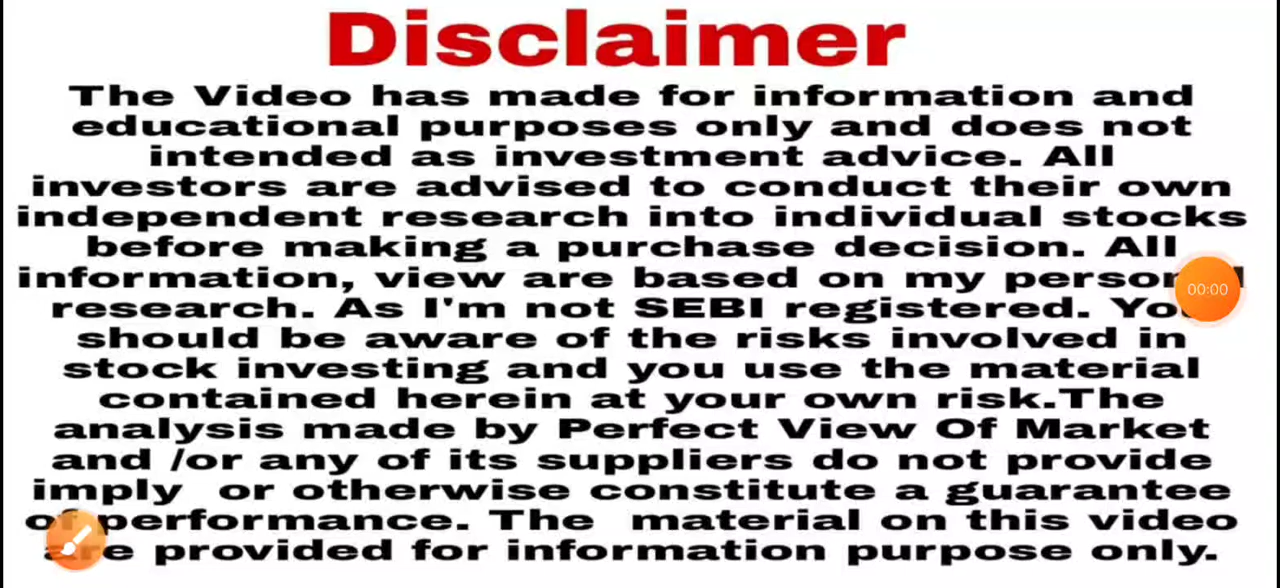 Disclaimer
The Video has made for information and
educational purposes only and does not
intended as investment advice. All
investors are advised to conduct their own
independent research into individual stocks
before making a purchase decision. All
information, view are based on my personal
research. As I'm not SEBI registered. You
should be aware of the risks involved in
stock investing and you use the material
contained herein at your own risk.The
analysis made by Perfect View Of Market
and /or any of its suppliers do not provide
imply or otherwise constitute a guarantee
of performance. The material on this video
are provided for information purpose only.
00:00